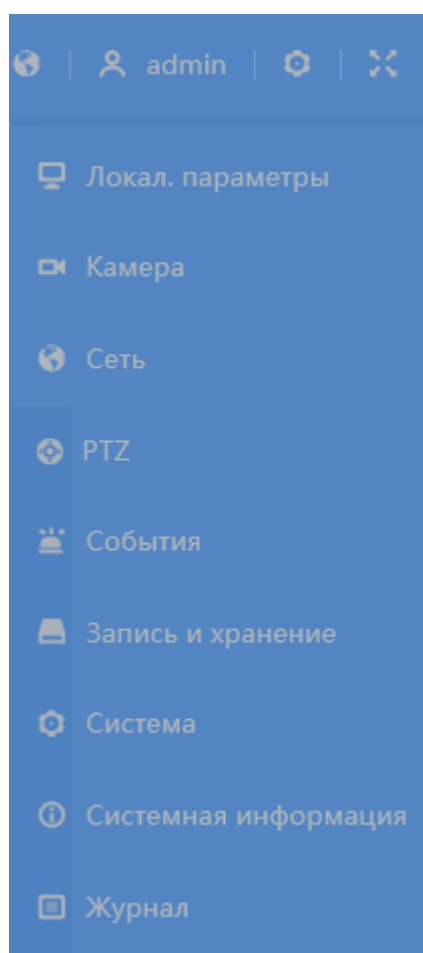 admin
Локал. параметры
Камера
Сеть
PTZ
События
Запись и хранение
Система
Системная информация
Журнал